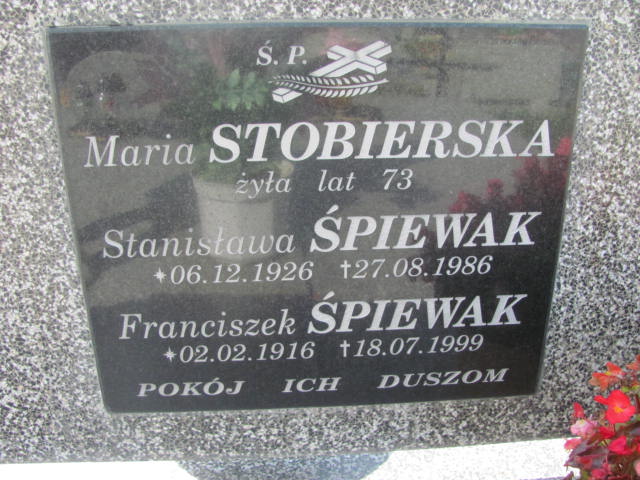 Ś. P.
Maria STOBIERSKA
żyła lat 73
Stanisława ŚPIEWAK
*06.12.1926 †27.08.1986
Franciszek ŚPIEWAK
*02.02.1916 †18.07.1999
POKÓJ ICH DUSZOM